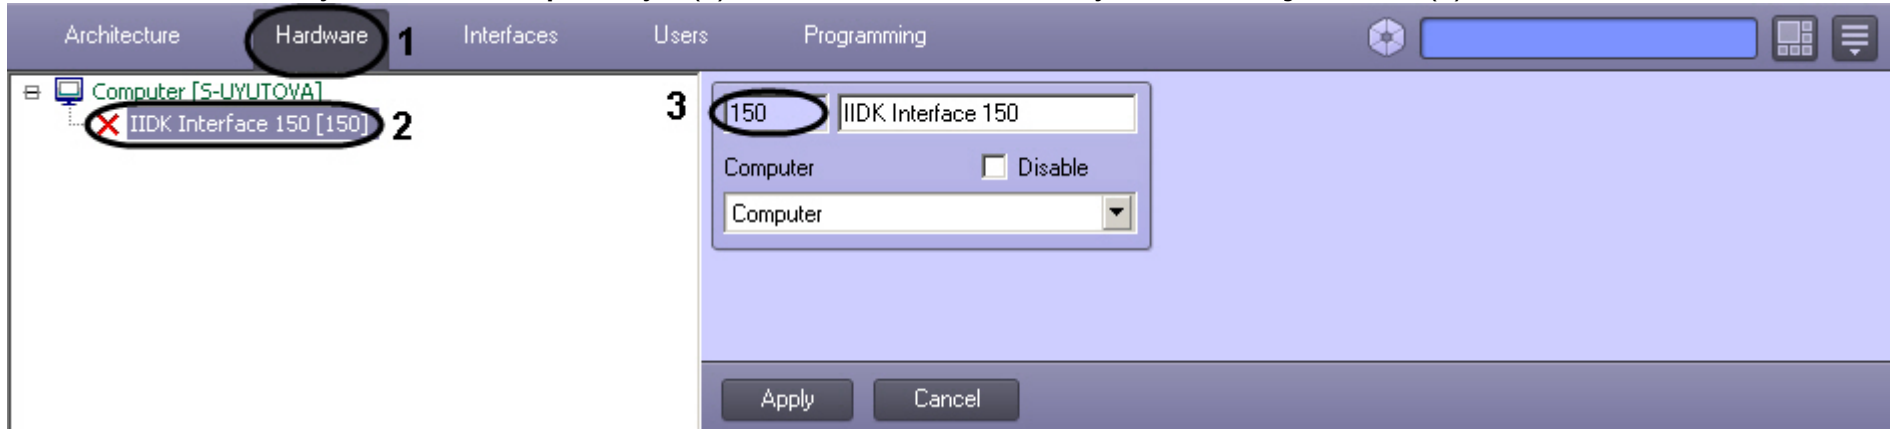 Architecture Hardware 1 Interfaces Users Programming
Computer [S-UYUTOVA]
IIDK Interface 150 [150] 2
3 150 IIDK Interface 150
Computer Disable
Computer
Apply Cancel